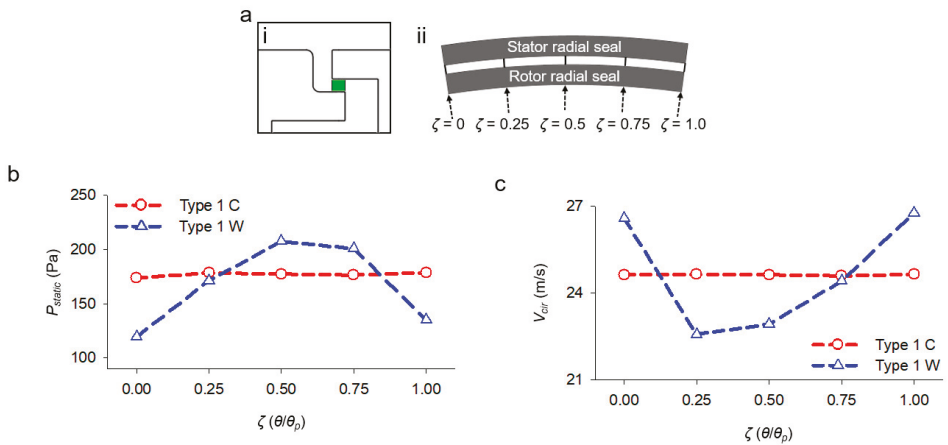 a
i
ii
Stator radial seal
Rotor radial seal
ζ = 0
ζ = 0.25
ζ = 0.5
ζ = 0.75
ζ = 1.0
b
250
200
150
100
P_static (Pa)
Type 1 C
Type 1 W
0.00 0.25 0.50 0.75 1.00
ζ (θ/θ_p)
c
27
24
21
V_cir (m/s)
Type 1 C
Type 1 W
0.00 0.25 0.50 0.75 1.00
ζ (θ/θ_p)